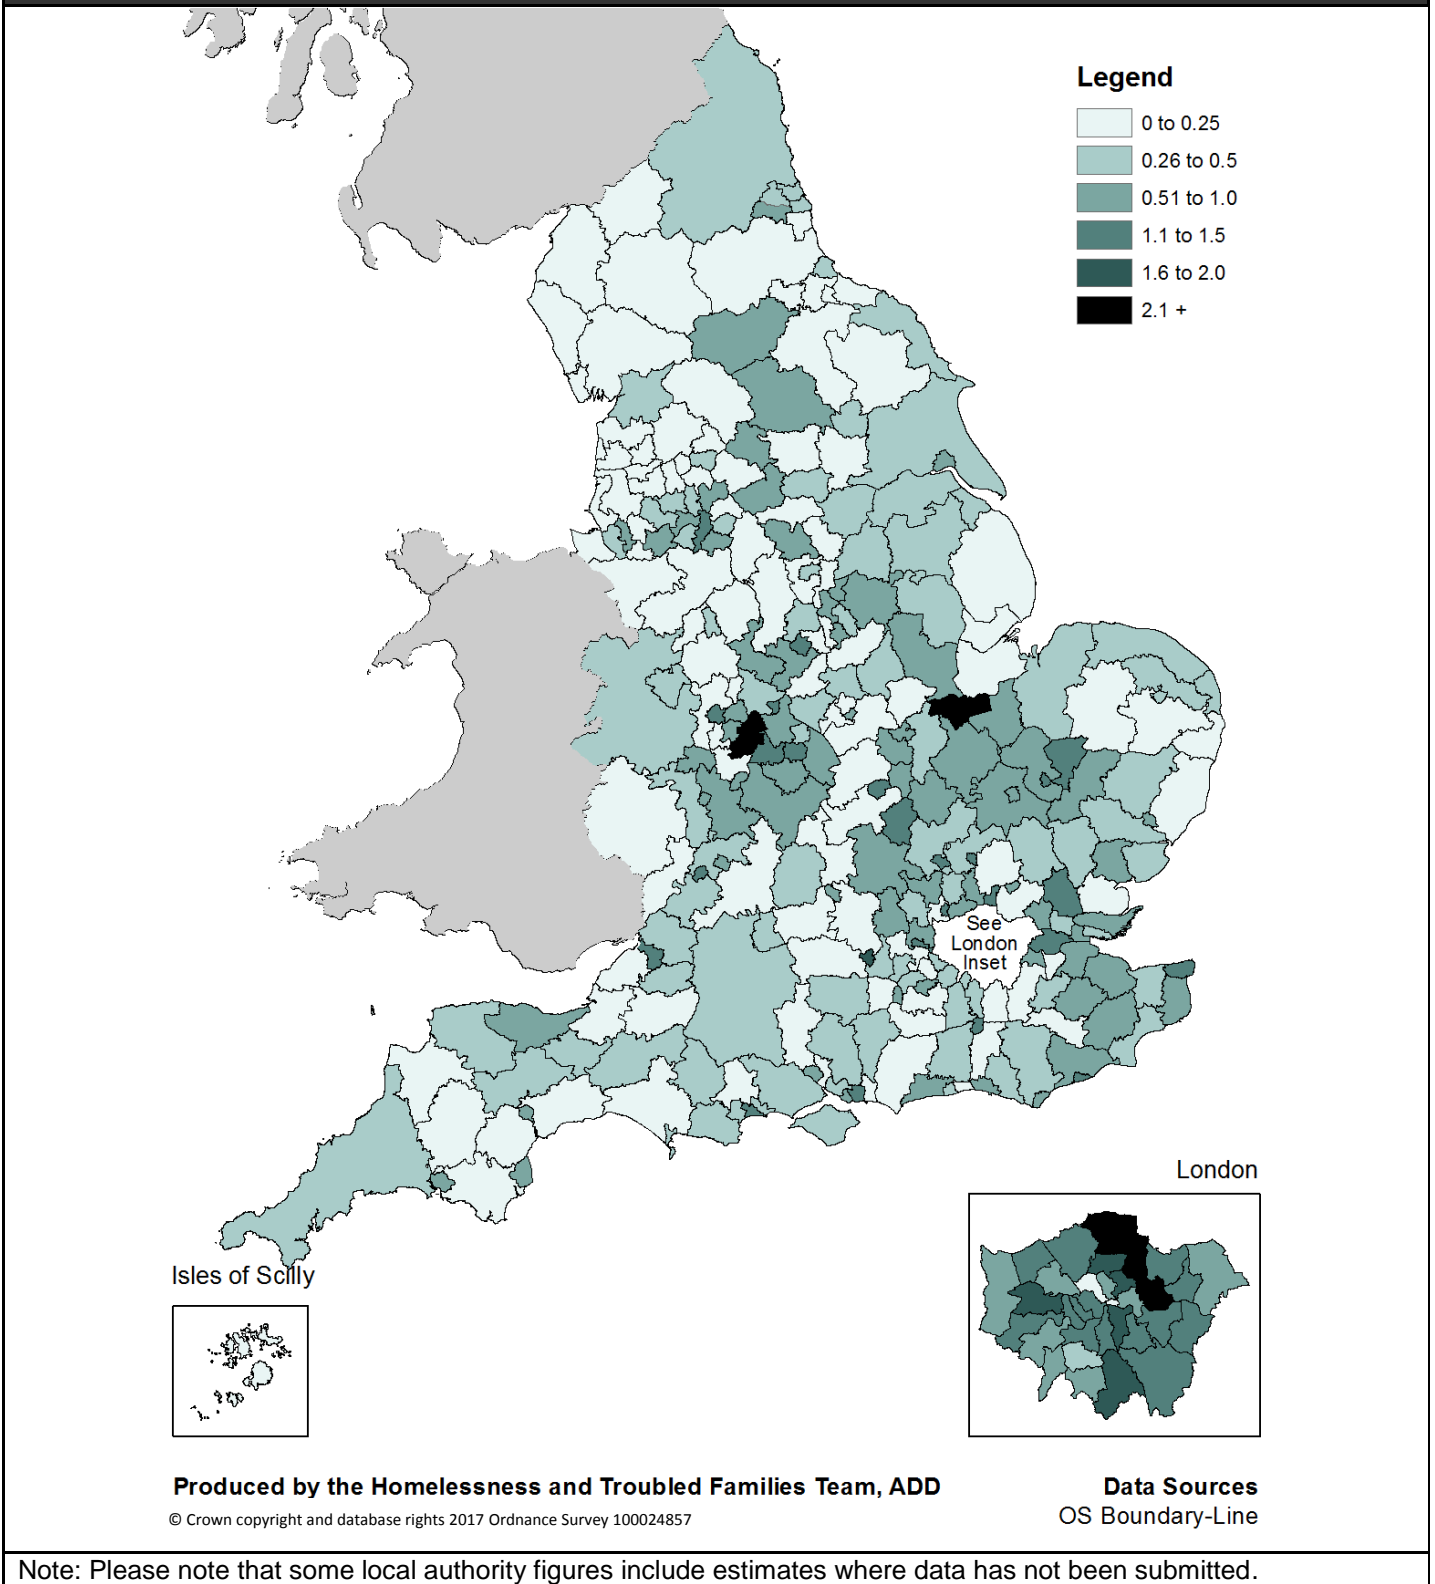 Legend
0 to 0.25
0.26 to 0.5
0.51 to 1.0
1.1 to 1.5
1.6 to 2.0
2.1 +
See
London
Inset
London
Isles of Scilly
Produced by the Homelessness and Troubled Families Team, ADD
© Crown copyright and database rights 2017 Ordnance Survey 100024857
Data Sources
OS Boundary-Line
Note: Please note that some local authority figures include estimates where data has not been submitted.